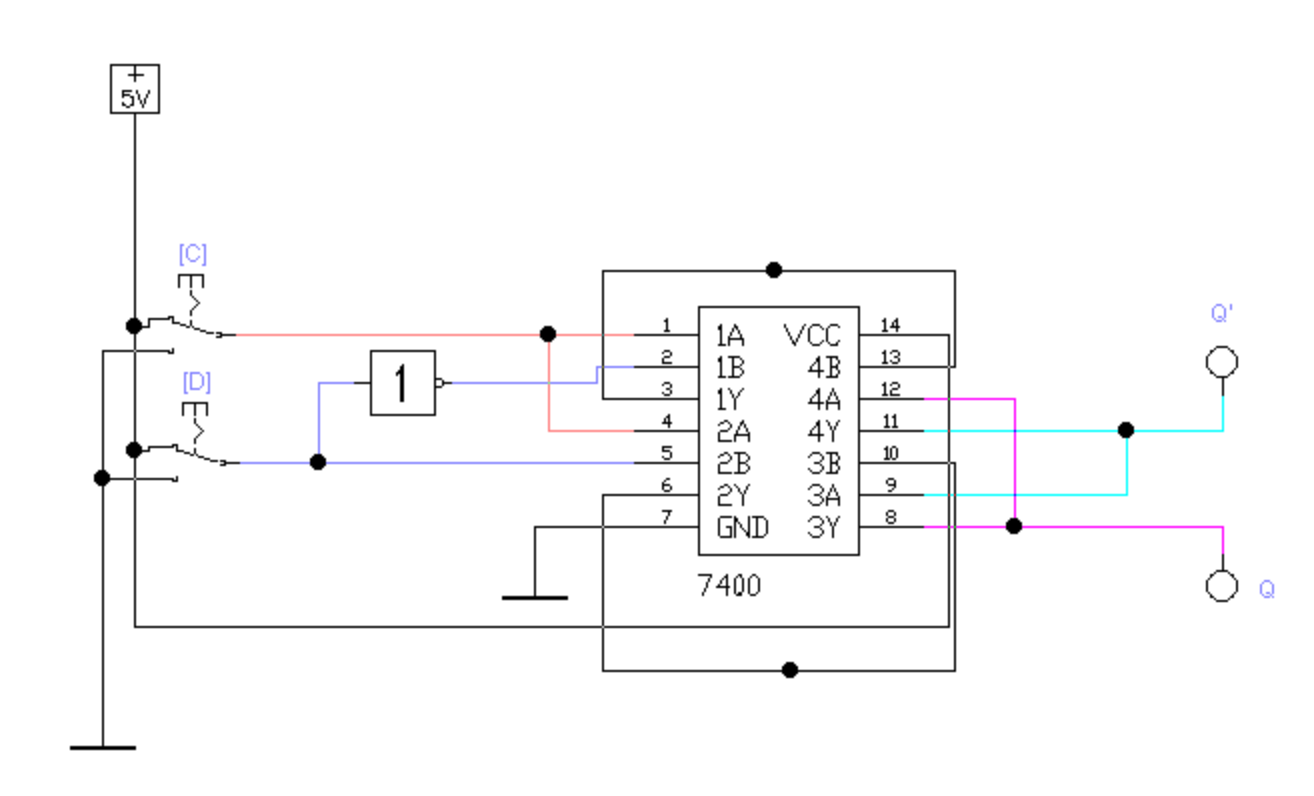 +
5V
[C]
[D]
1
1 1A VCC 14
2 1B 4B 13
3 1Y 4A 12
4 2A 4Y 11
5 2B 3B 10
6 2Y 3A 9
7 GND 3Y 8
7400
Q'
Q